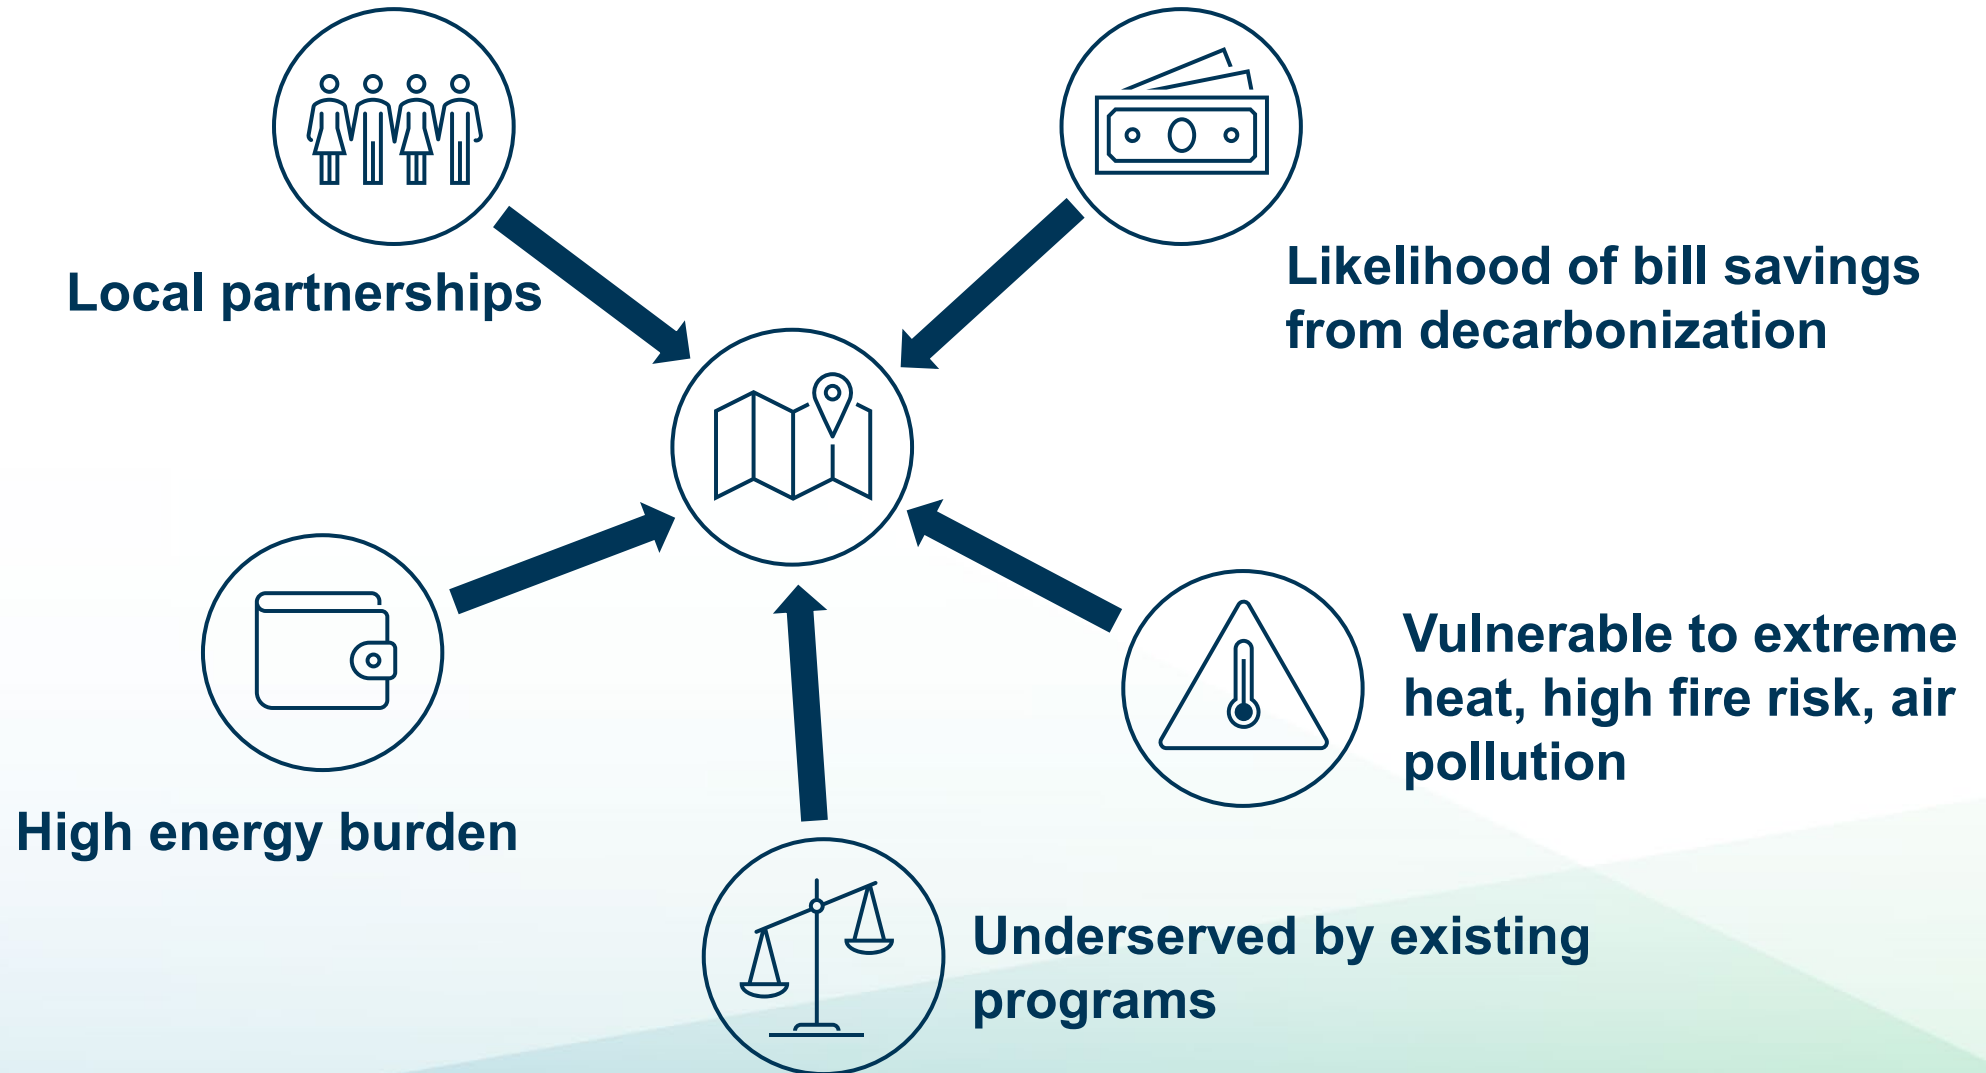 Local partnerships
Likelihood of bill savings
from decarbonization
Vulnerable to extreme
heat, high fire risk, air
pollution
High energy burden
Underserved by existing
programs